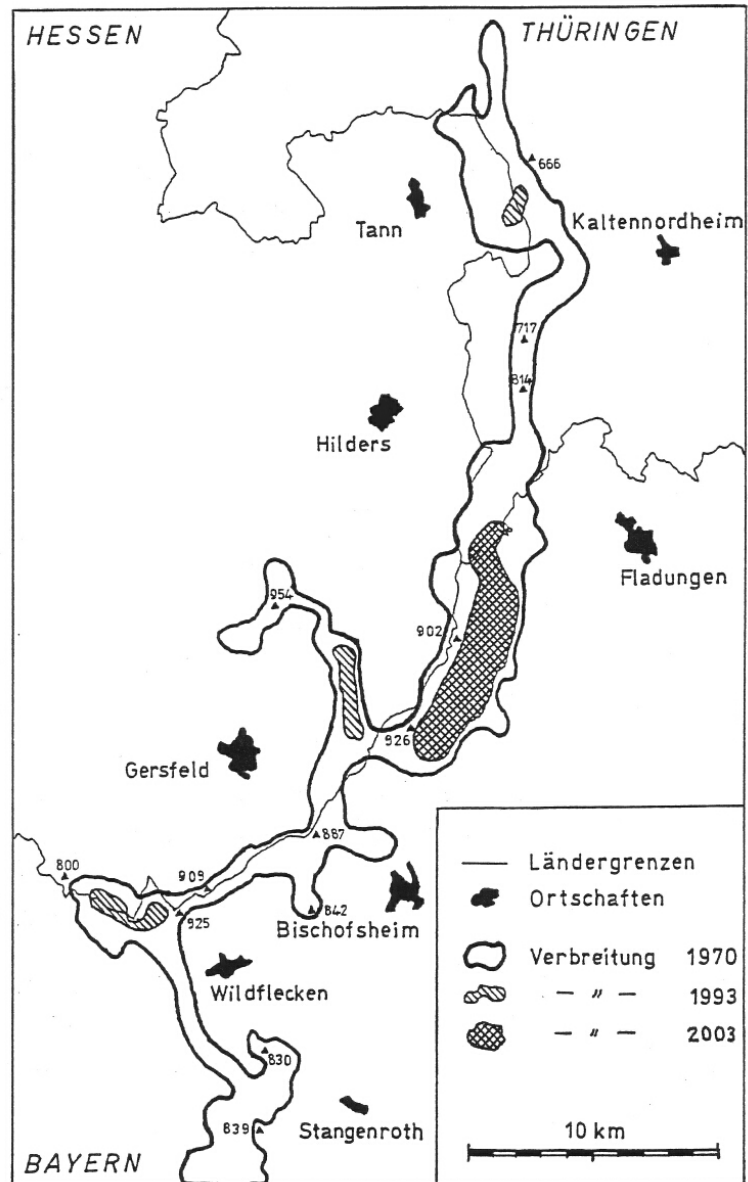 HESSEN
THÜRINGEN
666
Tann
Kaltennordheim
717
814
Hilders
Fladungen
954
902
926
Gersfeld
887
800
909
925
842
Bischofsheim
Wildflecken
830
839
Stangenroth
BAYERN
Ländergrenzen
Ortschaften
Verbreitung 1970
— " — 1993
— " — 2003
10 km